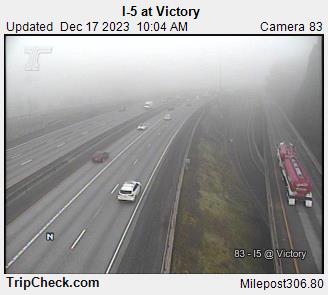 I-5 at Victory
Updated Dec 17 2023 10:04 AM Camera 83
N
83 - I5 @ Victory
TripCheck.com Milepost306.80